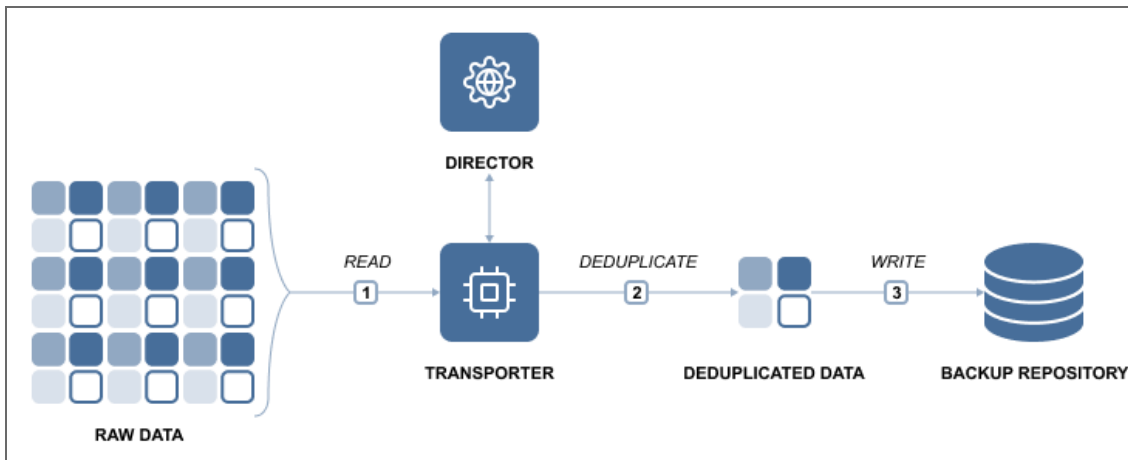 DIRECTOR
READ
DEDUPLICATE
WRITE
1
2
3
TRANSPORTER
DEDUPLICATED DATA
BACKUP REPOSITORY
RAW DATA